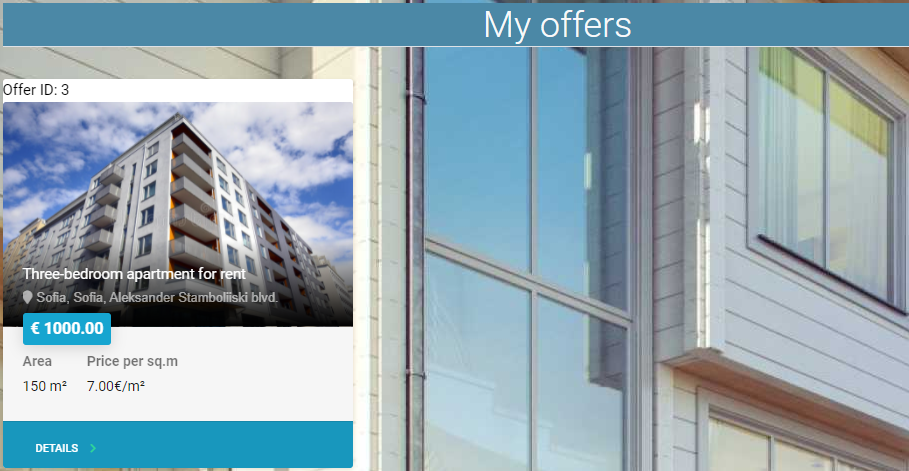 My offers
Offer ID: 3
Three-bedroom apartment for rent
Sofia, Sofia, Aleksander Stamboliiski blvd.
€ 1000.00
Area Price per sq.m
150 m² 7.00€/m²
DETAILS >